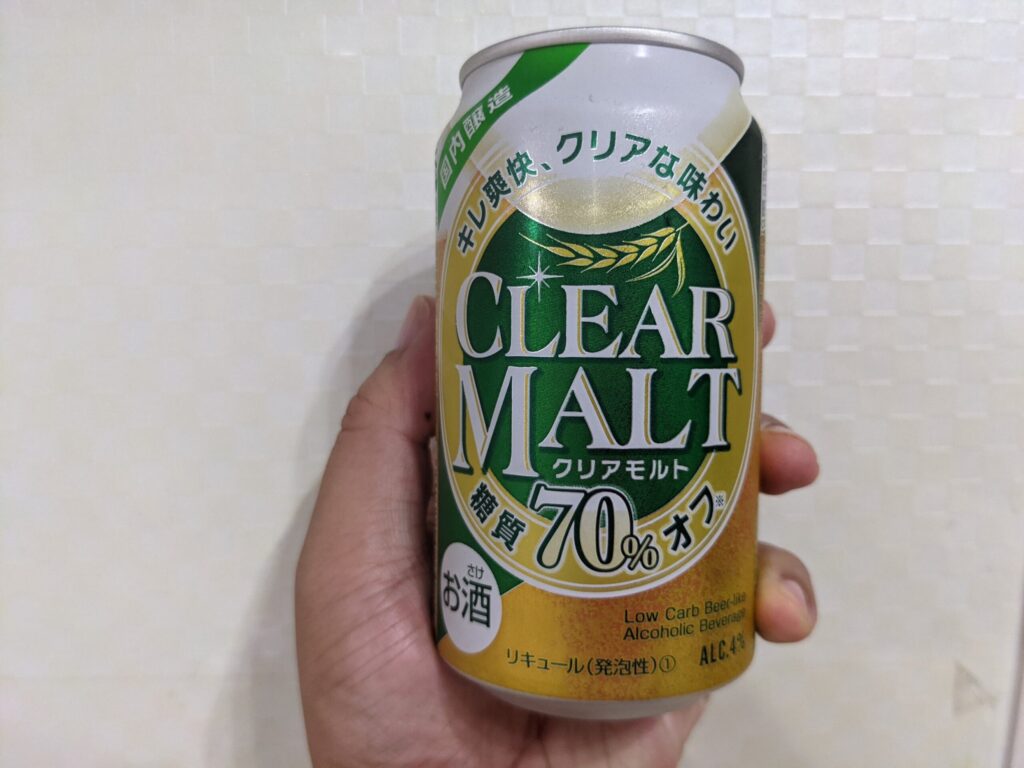 国内醸造
キレ爽快、クリアな味わい
CLEAR
MALT
クリアモルト
糖質70%オフ※
さけ
お酒
Low Carb Beer-like
Alcoholic Beverage
ALC.4%
リキュール(発泡性)①